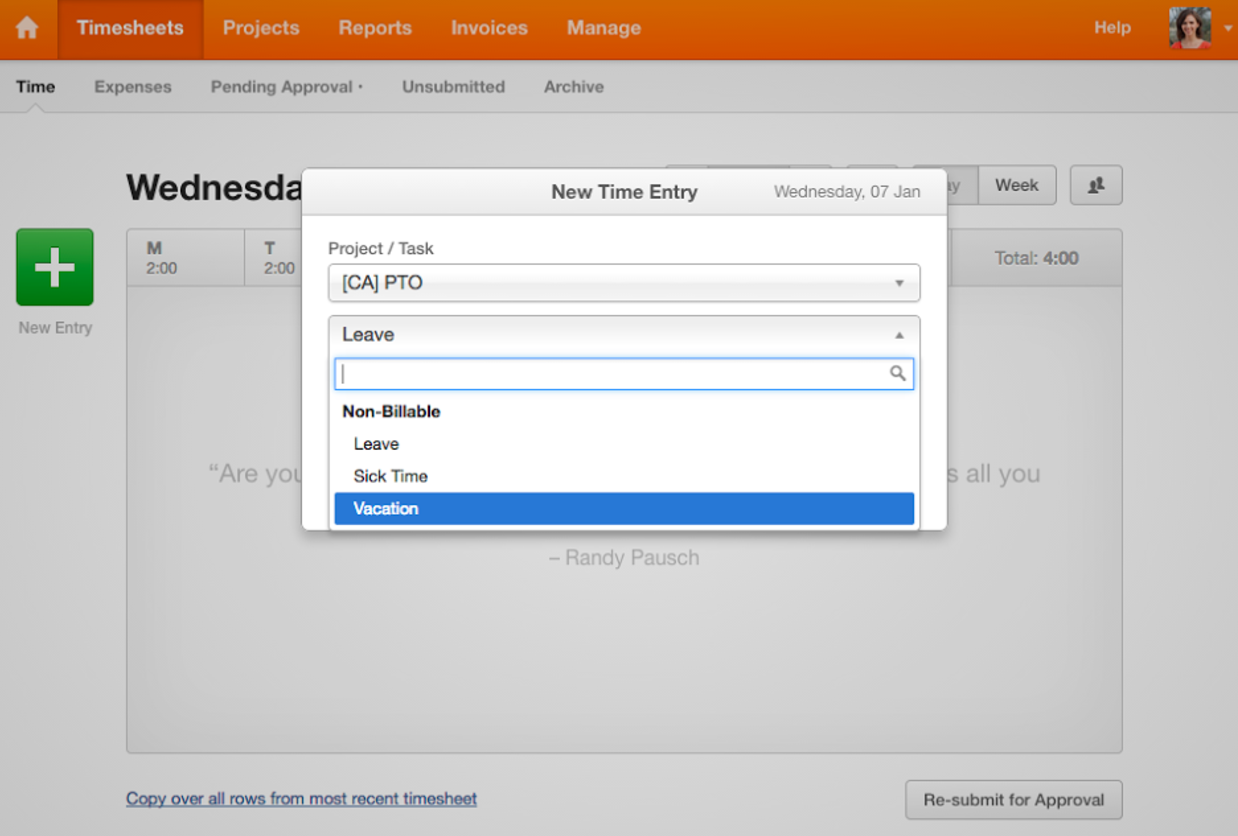 Timesheets Projects Reports Invoices Manage Help
Time Expenses Pending Approval · Unsubmitted Archive
Wednesda
Week
New Time Entry Wednesday, 07 Jan
M
2:00
T
2:00
Total: 4:00
New Entry
Project / Task
[CA] PTO
Leave
Non-Billable
Leave
Sick Time
Vacation
“Are you
all you
– Randy Pausch
Copy over all rows from most recent timesheet
Re-submit for Approval